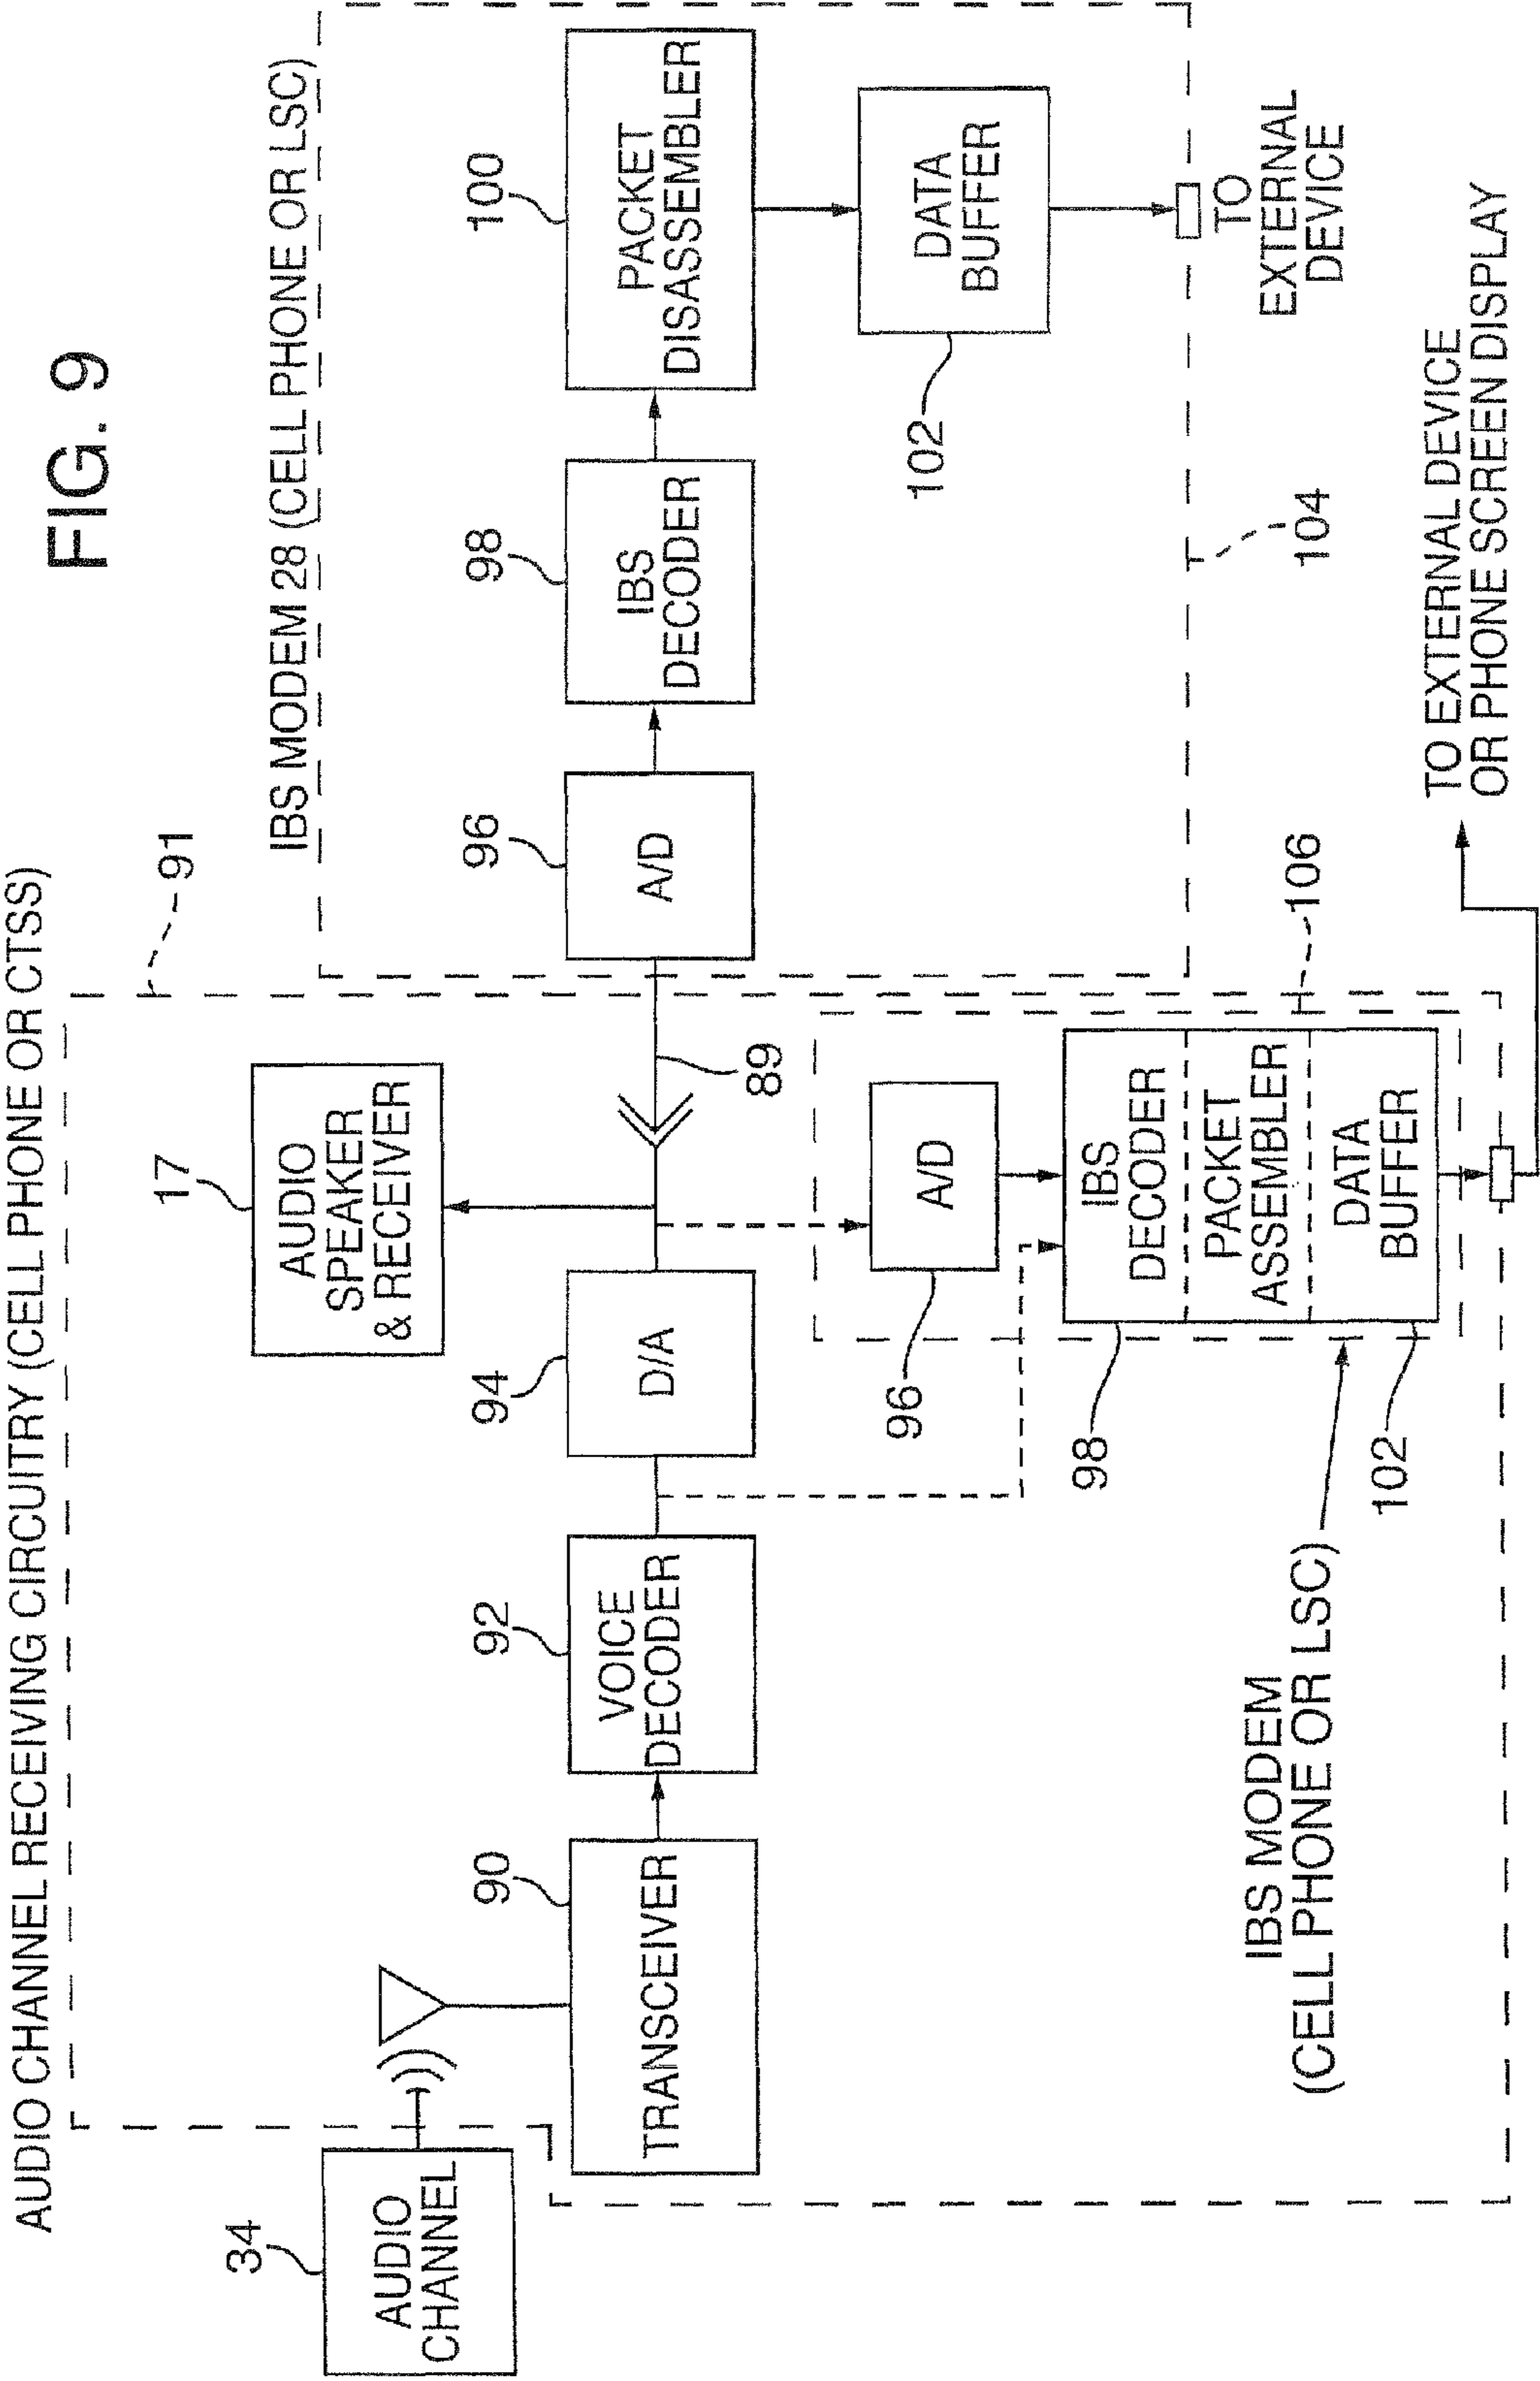 FIG. 9
AUDIO CHANNEL RECEIVING CIRCUITRY (CELL PHONE OR CTSS)
91
IBS MODEM 28 (CELL PHONE OR LSC)
34
AUDIO
CHANNEL
17
AUDIO
SPEAKER
& RECEIVER
90
TRANSCEIVER
92
VOICE
DECODER
94
D/A
89
96
A/D
98
IBS
DECODER
100
PACKET
DISASSEMBLER
102
DATA
BUFFER
TO
EXTERNAL
DEVICE
104
96
A/D
98
IBS
DECODER
PACKET
ASSEMBLER
DATA
BUFFER
102
106
IBS MODEM
(CELL PHONE OR LSC)
TO EXTERNAL DEVICE
OR PHONE SCREEN DISPLAY